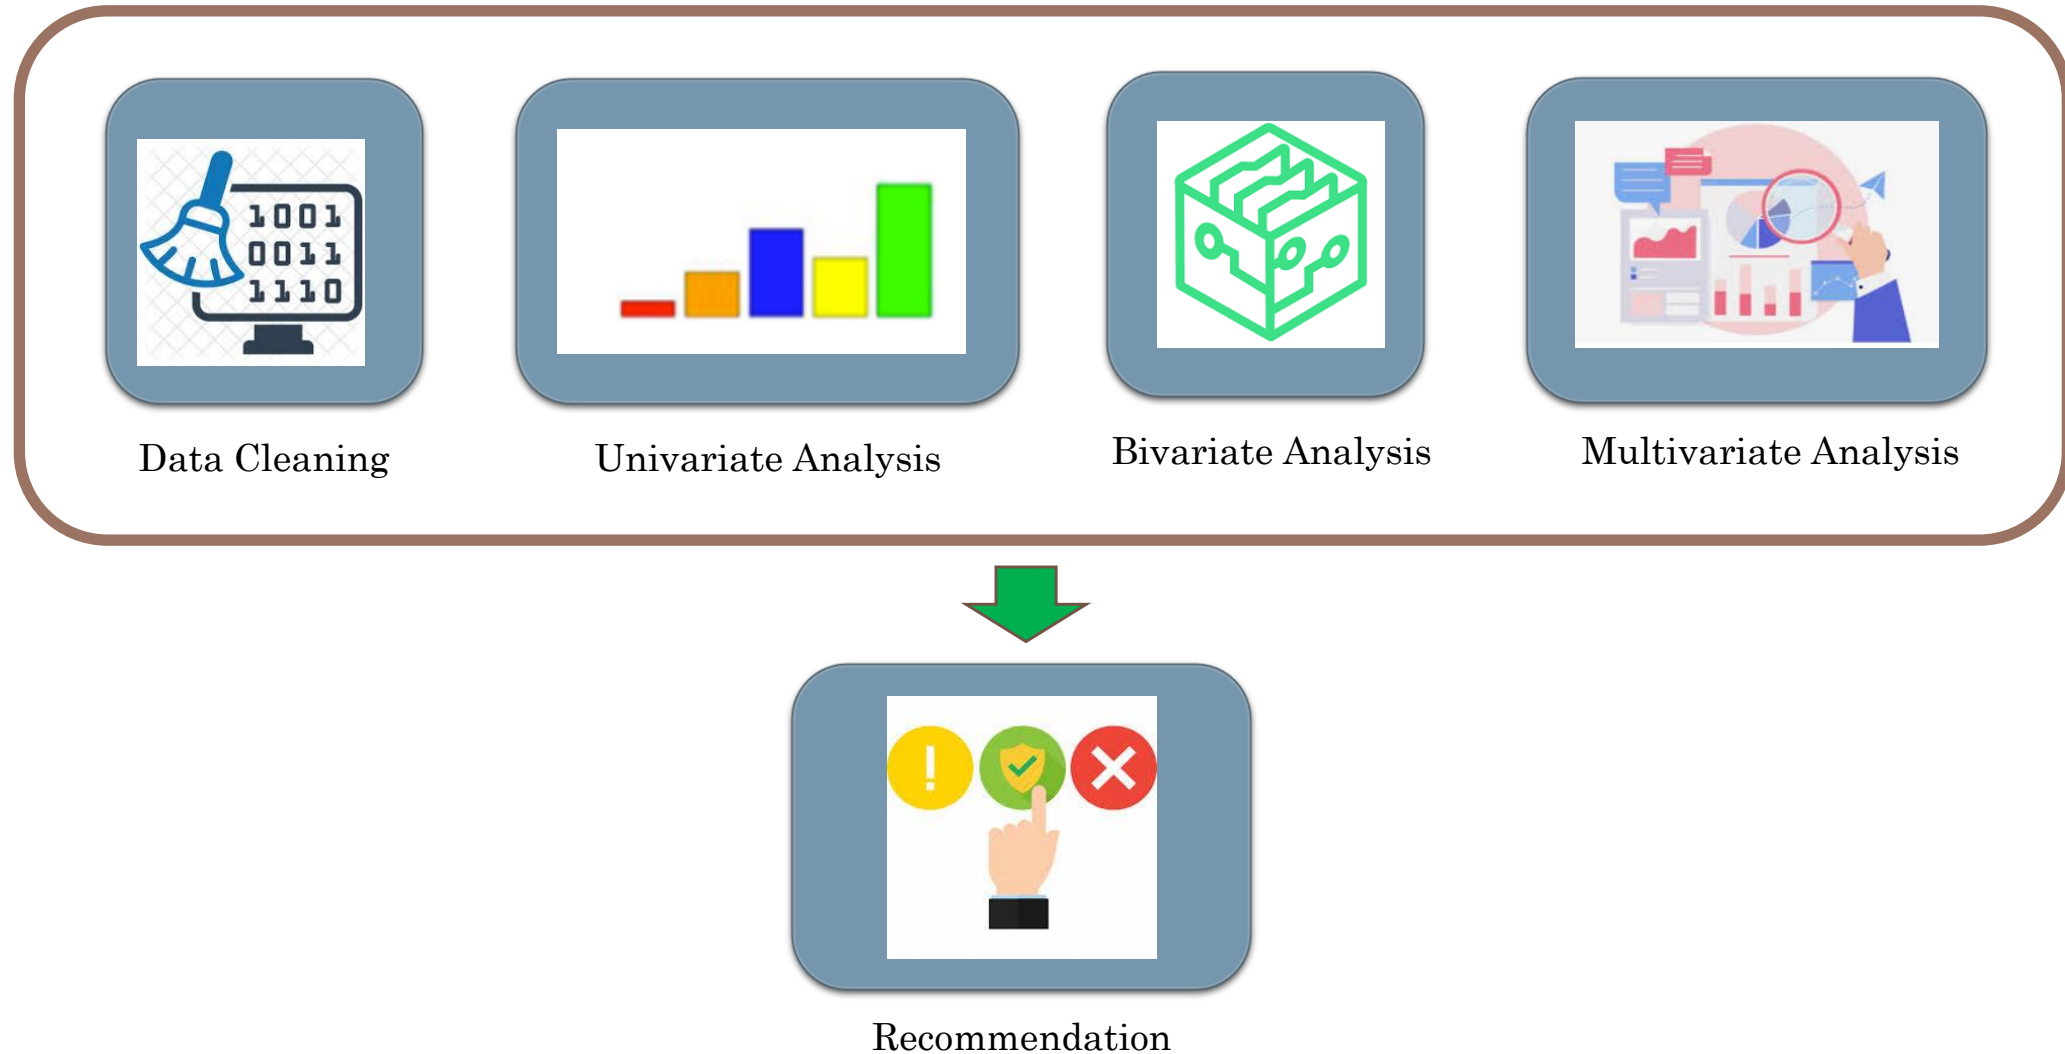 1001
0011
1110
Data Cleaning
Univariate Analysis
Bivariate Analysis
Multivariate Analysis
!
Recommendation